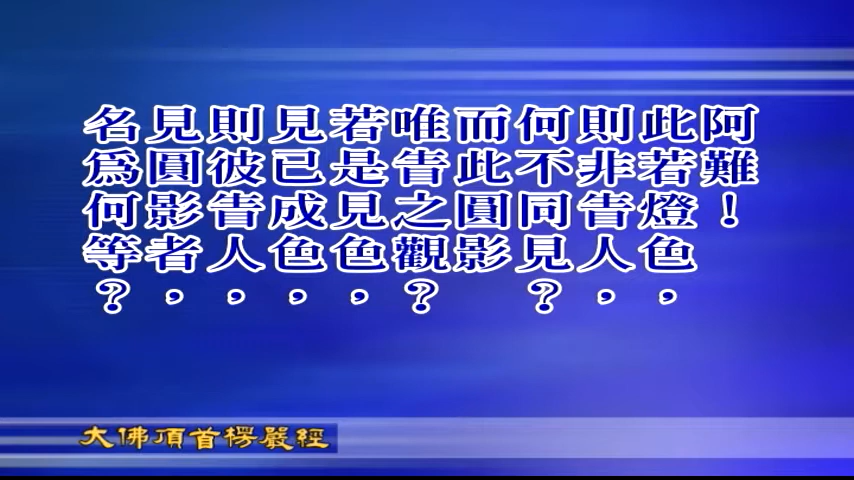 阿難！
此若燈色，
則非眚人，
何不同見？
而此圓影
唯眚之觀？
若是見色，
見已成色，
則彼眚人，
見圓影者，
名爲何等？
大佛頂首楞嚴經